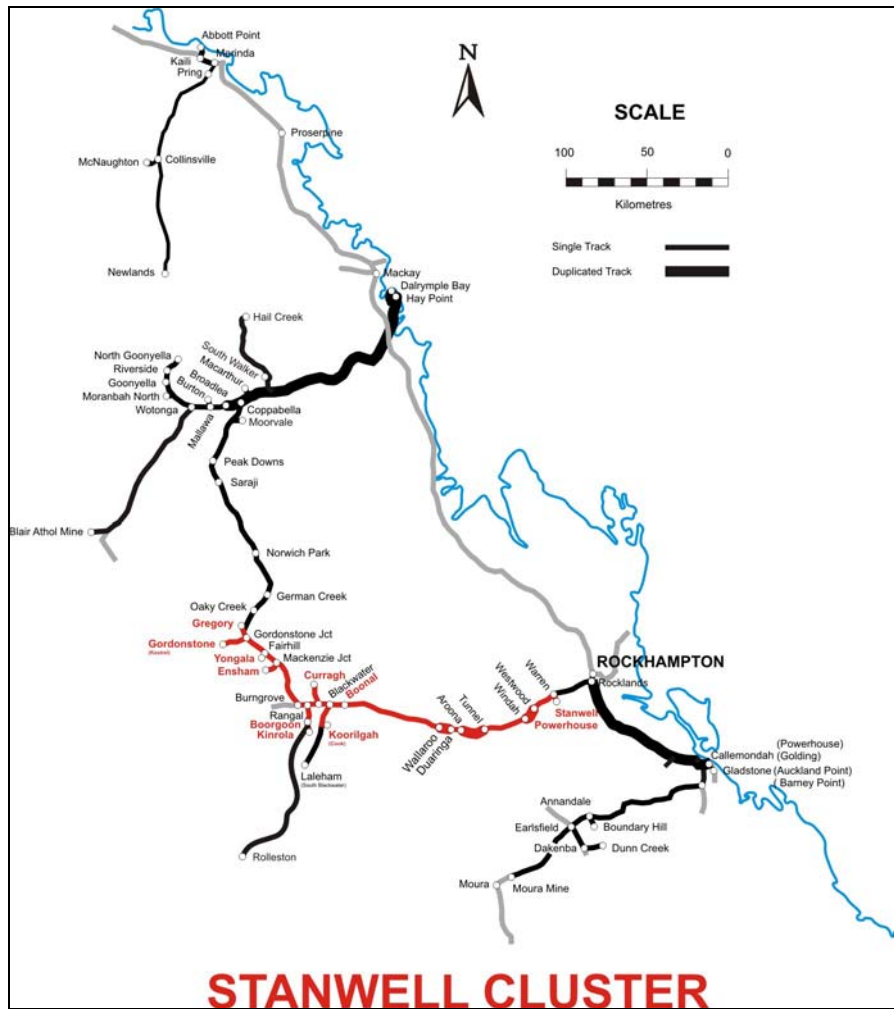 Abbott Point
Kaili
Merinda
Pring
N
SCALE
100 50 0
Kilometres
Single Track
Duplicated Track
Proserpine
McNaughton
Collinsville
Newlands
Mackay
Dalrymple Bay
Hay Point
Hail Creek
North Goonyella
Riverside
Goonyella
Moranbah North
Wotonga
South Walker
Macarthur
Broadlea
Burton
Mallawa
Coppabella
Moorvale
Peak Downs
Saraji
Blair Athol Mine
Norwich Park
German Creek
Oaky Creek
Gregory
Gordonstone Jct
Gordonstone
(Kestrel)
Fairhill
Yongala
Mackenzie Jct
Ensham
Curragh
Blackwater
Boonal
Burngrove
Rangal
Boorgoon
Kinrola
Koorilgah
(Cook)
Laleham
(South Blackwater)
Rolleston
Wallaroo
Duaringa
Aroona
Tunnel
Windah
Westwood
Warren
Stanwell
Powerhouse
ROCKHAMPTON
Rocklands
Callemondah (Powerhouse)
(Golding)
Gladstone (Auckland Point)
( Barney Point)
Annandale
Earlsfield
Boundary Hill
Dakenba
Dunn Creek
Moura
Moura Mine
STANWELL CLUSTER